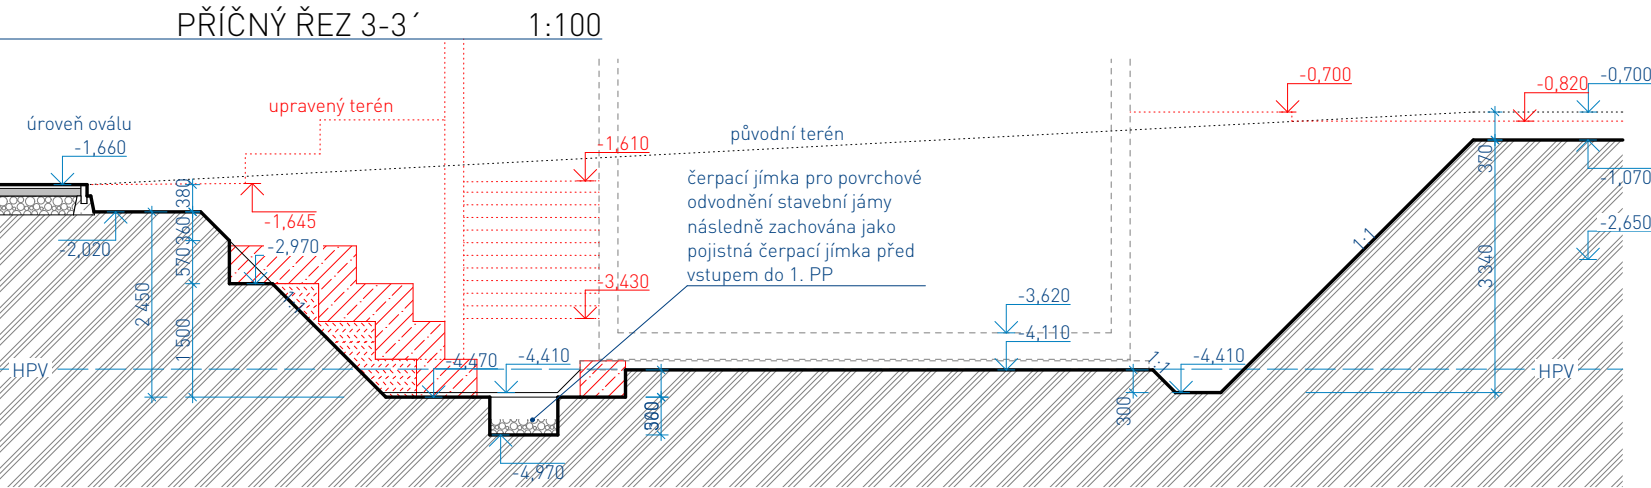 PŘÍČNÝ ŘEZ 3-3´ 1:100
-0,700
-0,820
-0,700
upravený terén
úroveň oválu
-1,660
původní terén
-1,610
370
-1,070
čerpací jímka pro povrchové
odvodnění stavební jámy
následně zachována jako
pojistná čerpací jímka před
vstupem do 1. PP
380
-1,645
-2,020
360
-2,970
570
1:1
-2,650
3 340
-3,430
-3,620
2 450
1:1
1 500
-4,110
-4,470
-4,410
1:1
-4,410
HPV
HPV
300
-4,970